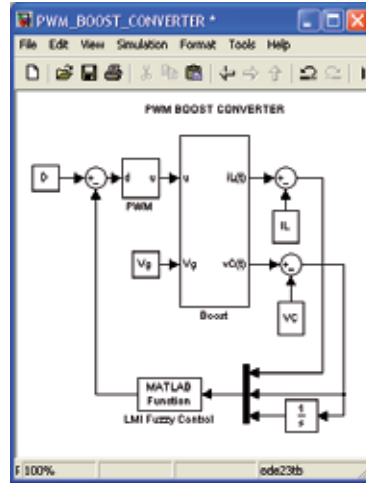 PWM_BOOST_CONVERTER *
File Edit View Simulation Format Tools Help
PWM BOOST CONVERTER
D
d u
PWM
u
iL(t)
IL
Vg
Vg
vC(t)
VC
Boost
MATLAB
Function
LMI Fuzzy Control
1
s
100%
ode23tb